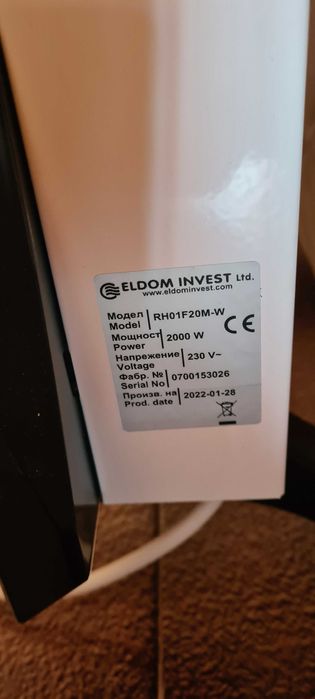 ELDOM INVEST Ltd.
www.eldominvest.com
Модел
Model
RH01F20M-W
Мощност
Power
2000 W
CE
Напрежение
Voltage
230 V~
Фабр. №
Serial No
0700153026
Произв. на
Prod. date
2022-01-28